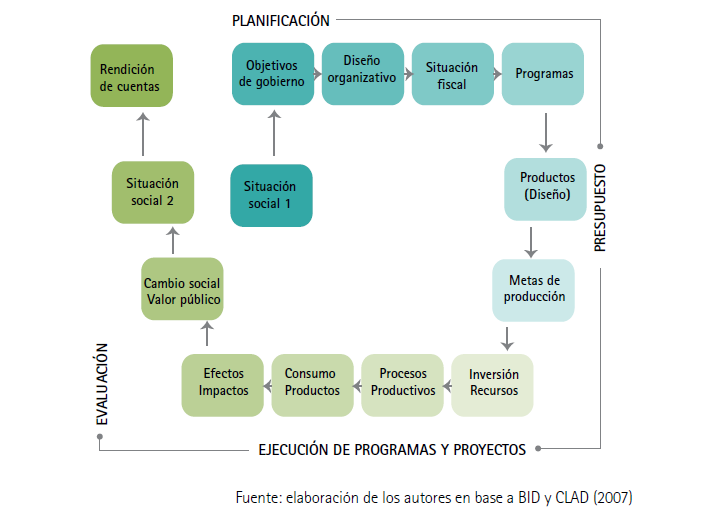 PLANIFICACIÓN
Rendición
de cuentas
Objetivos
de gobierno
Diseño
organizativo
Situación
fiscal
Programas
Situación
social 2
Situación
social 1
Productos
(Diseño)
PRESUPUESTO
Cambio social
Valor público
Metas de
producción
EVALUACIÓN
Efectos
Impactos
Consumo
Productos
Procesos
Productivos
Inversión
Recursos
EJECUCIÓN DE PROGRAMAS Y PROYECTOS
Fuente: elaboración de los autores en base a BID y CLAD (2007)